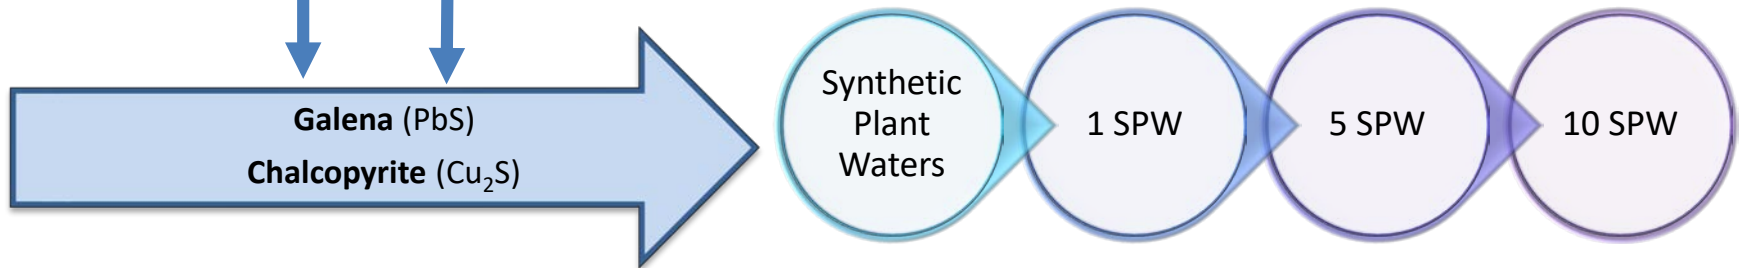 Galena (PbS)
Chalcopyrite (Cu₂S)
Synthetic
Plant
Waters
1 SPW
5 SPW
10 SPW